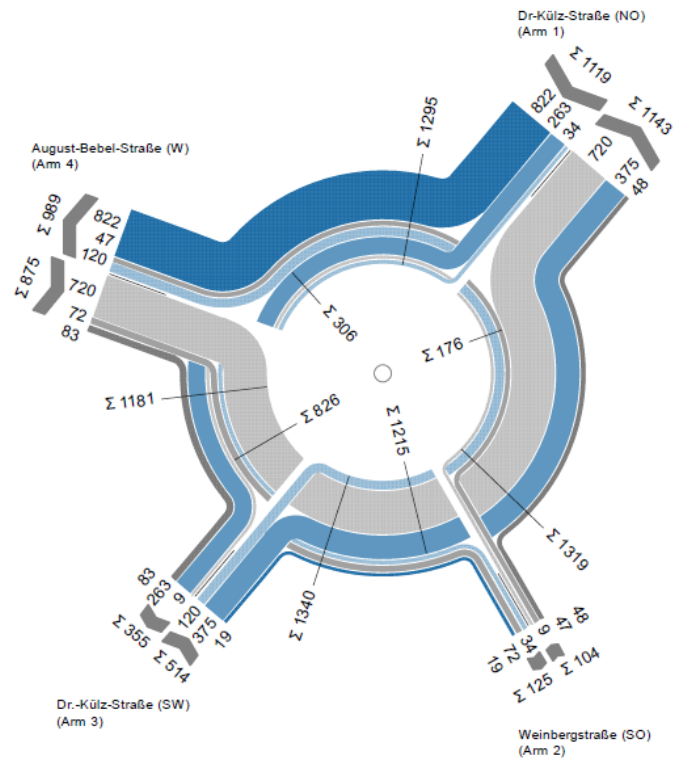 Dr-Külz-Straße (NO)
(Arm 1)
Σ 1119
822
263
34
Σ 1143
720
375
48
Σ 1295
August-Bebel-Straße (W)
(Arm 4)
Σ 989
822
47
120
Σ 875
720
72
83
Σ 306
Σ 176
Σ 1181
Σ 826
Σ 1215
Σ 1319
Σ 1340
83
263
9
Σ 355
120
375
19
Σ 514
48
47
9
Σ 104
34
72
19
Σ 125
Dr.-Külz-Straße (SW)
(Arm 3)
Weinbergstraße (SO)
(Arm 2)